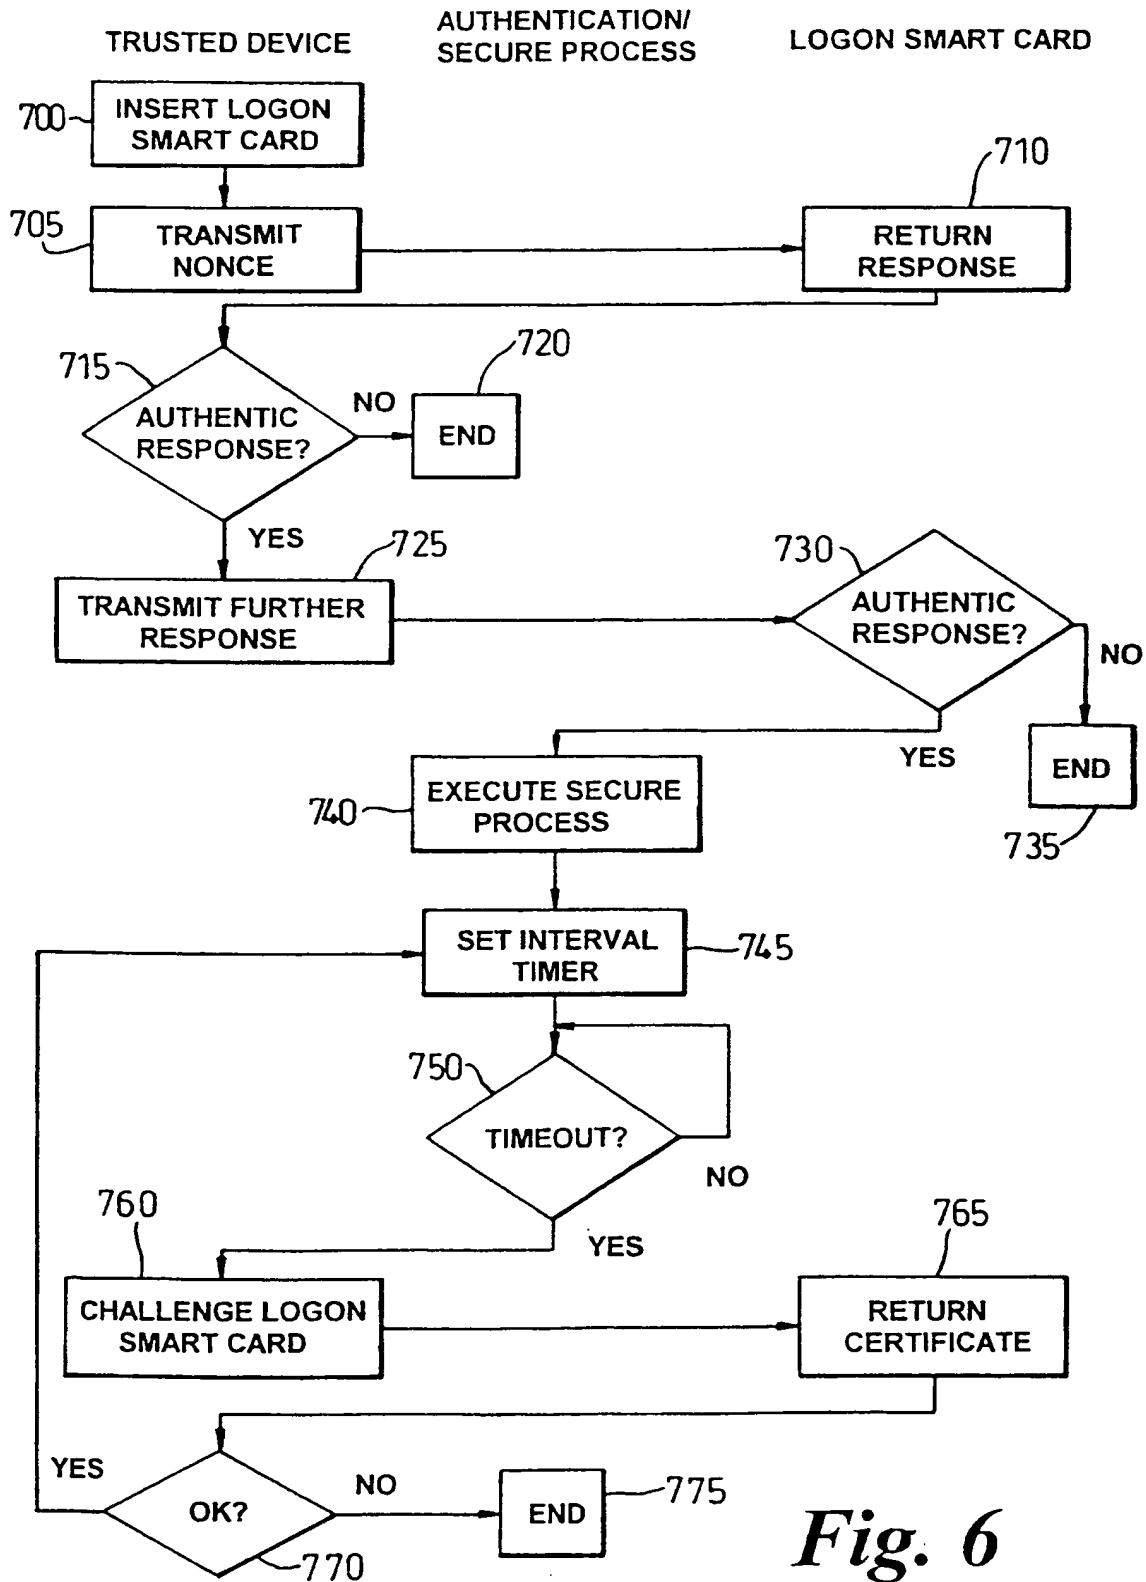 TRUSTED DEVICE
AUTHENTICATION/
SECURE PROCESS
LOGON SMART CARD
700
INSERT LOGON
SMART CARD
705
TRANSMIT
NONCE
710
RETURN
RESPONSE
715
AUTHENTIC
RESPONSE?
NO
720
END
YES
725
TRANSMIT FURTHER
RESPONSE
730
AUTHENTIC
RESPONSE?
NO
YES
END
735
740
EXECUTE SECURE
PROCESS
SET INTERVAL
TIMER
745
750
TIMEOUT?
NO
YES
760
CHALLENGE LOGON
SMART CARD
765
RETURN
CERTIFICATE
YES
OK?
770
NO
END
775
Fig. 6